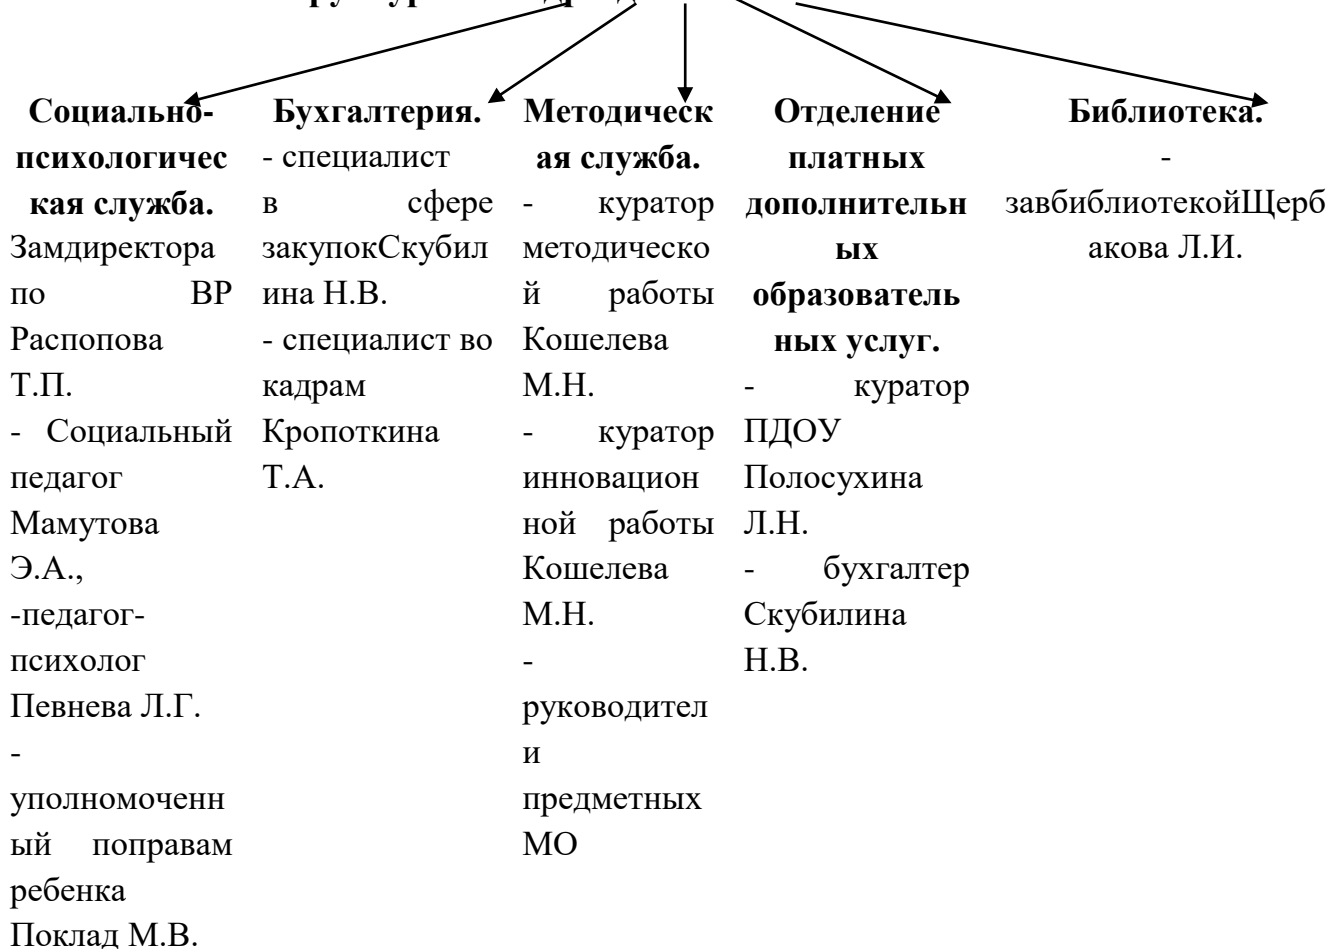 Социально-
психологичес
кая служба.
Замдиректора
по ВР
Распопова
Т.П.
- Социальный
педагог
Мамутова
Э.А.,
-педагог-
психолог
Певнева Л.Г.
-
уполномоченн
ый поправам
ребенка
Поклад М.В.
Бухгалтерия.
- специалист
в сфере
закупокСкубил
ина Н.В.
- специалист во
кадрам
Кропоткина
Т.А.
Методическ
ая служба.
- куратор
методическо
й работы
Кошелева
М.Н.
- куратор
инновацион
ной работы
Кошелева
М.Н.
-
руководител
и
предметных
МО
Отделение
платных
дополнительн
ых
образователь
ных услуг.
- куратор
ПДОУ
Полосухина
Л.Н.
- бухгалтер
Скубилина
Н.В.
Библиотека.
-
завбиблиотекойЩерб
акова Л.И.